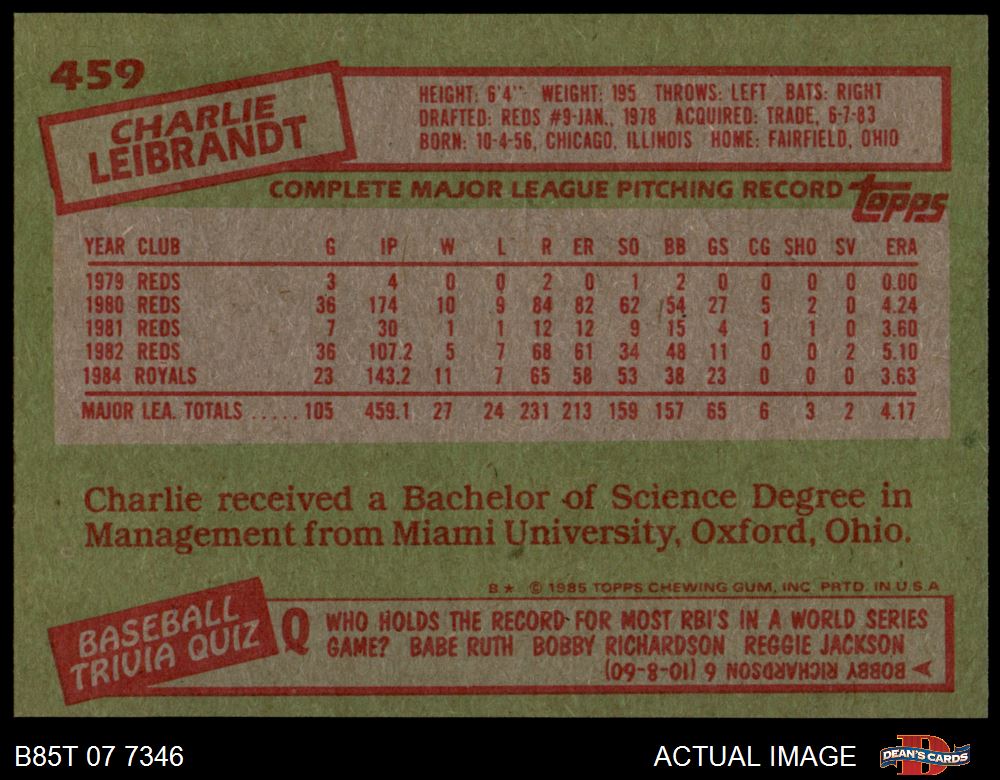 459
CHARLIE
LEIBRANDT
HEIGHT: 6'4" WEIGHT: 195 THROWS: LEFT BATS: RIGHT
DRAFTED: REDS #9-JAN., 1978 ACQUIRED: TRADE, 6-7-83
BORN: 10-4-56, CHICAGO, ILLINOIS HOME: FAIRFIELD, OHIO
COMPLETE MAJOR LEAGUE PITCHING RECORD topps
YEAR CLUB G IP W L R ER SO BB GS CG SHO SV ERA
1979 REDS 3 4 0 0 2 0 1 2 0 0 0 0 0.00
1980 REDS 36 174 10 9 84 82 62 54 27 5 2 0 4.24
1981 REDS 7 30 1 1 12 12 9 15 4 1 1 0 3.60
1982 REDS 36 107.2 5 7 68 61 34 48 11 0 0 2 5.10
1984 ROYALS 23 143.2 11 7 65 58 53 38 23 0 0 0 3.63
MAJOR LEA. TOTALS ..... 105 459.1 27 24 231 213 159 157 65 6 3 2 4.17
Charlie received a Bachelor of Science Degree in
Management from Miami University, Oxford, Ohio.
B* © 1985 TOPPS CHEWING GUM, INC. PRTD. IN U.S.A
BASEBALL
TRIVIA QUIZ
Q WHO HOLDS THE RECORD FOR MOST RBI'S IN A WORLD SERIES
GAME? BABE RUTH BOBBY RICHARDSON REGGIE JACKSON
BOBBY RICHARDSON 6 (10-8-60)
B85T 07 7346
ACTUAL IMAGE
DEAN'S CARDS